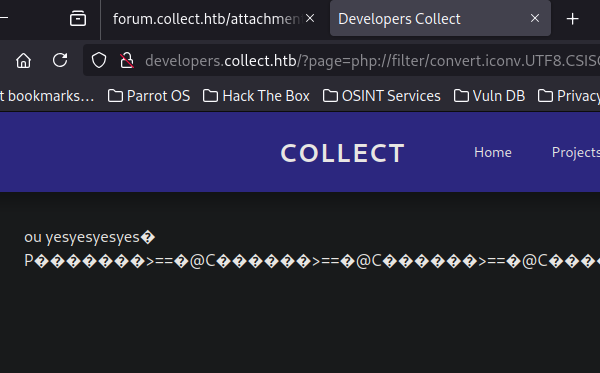 forum.collect.htb/attachmen
Developers Collect
developers.collect.htb/?page=php://filter/convert.iconv.UTF8.CSISO
t bookmarks…
Parrot OS
Hack The Box
OSINT Services
Vuln DB
Privacy
COLLECT
Home
Projects
ou yesyesyesyes�
P�������>==�@C������>==�@C������>==�@C����